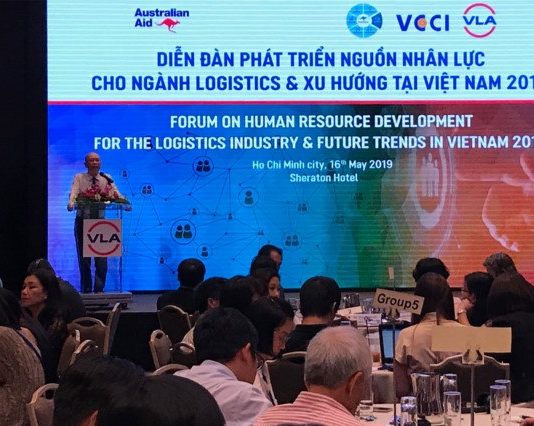 Australian
Aid
VCCI
VLA
DIỄN ĐÀN PHÁT TRIỂN NGUỒN NHÂN LỰC
CHO NGÀNH LOGISTICS & XU HƯỚNG TẠI VIỆT NAM 201
FORUM ON HUMAN RESOURCE DEVELOPMENT
FOR THE LOGISTICS INDUSTRY & FUTURE TRENDS IN VIETNAM 201
Ho Chi Minh city, 16th May 2019
Sheraton Hotel
VLA
Group5